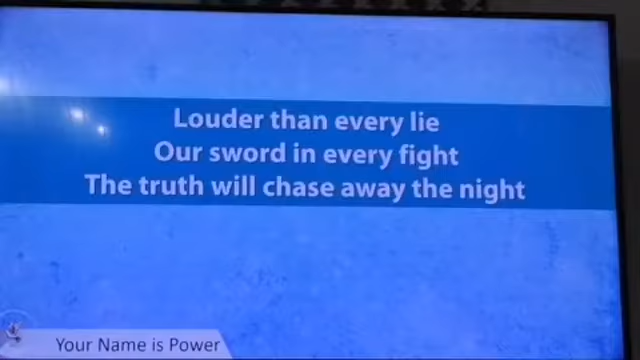 Louder than every lie
Our sword in every fight
The truth will chase away the night
Your Name is Power